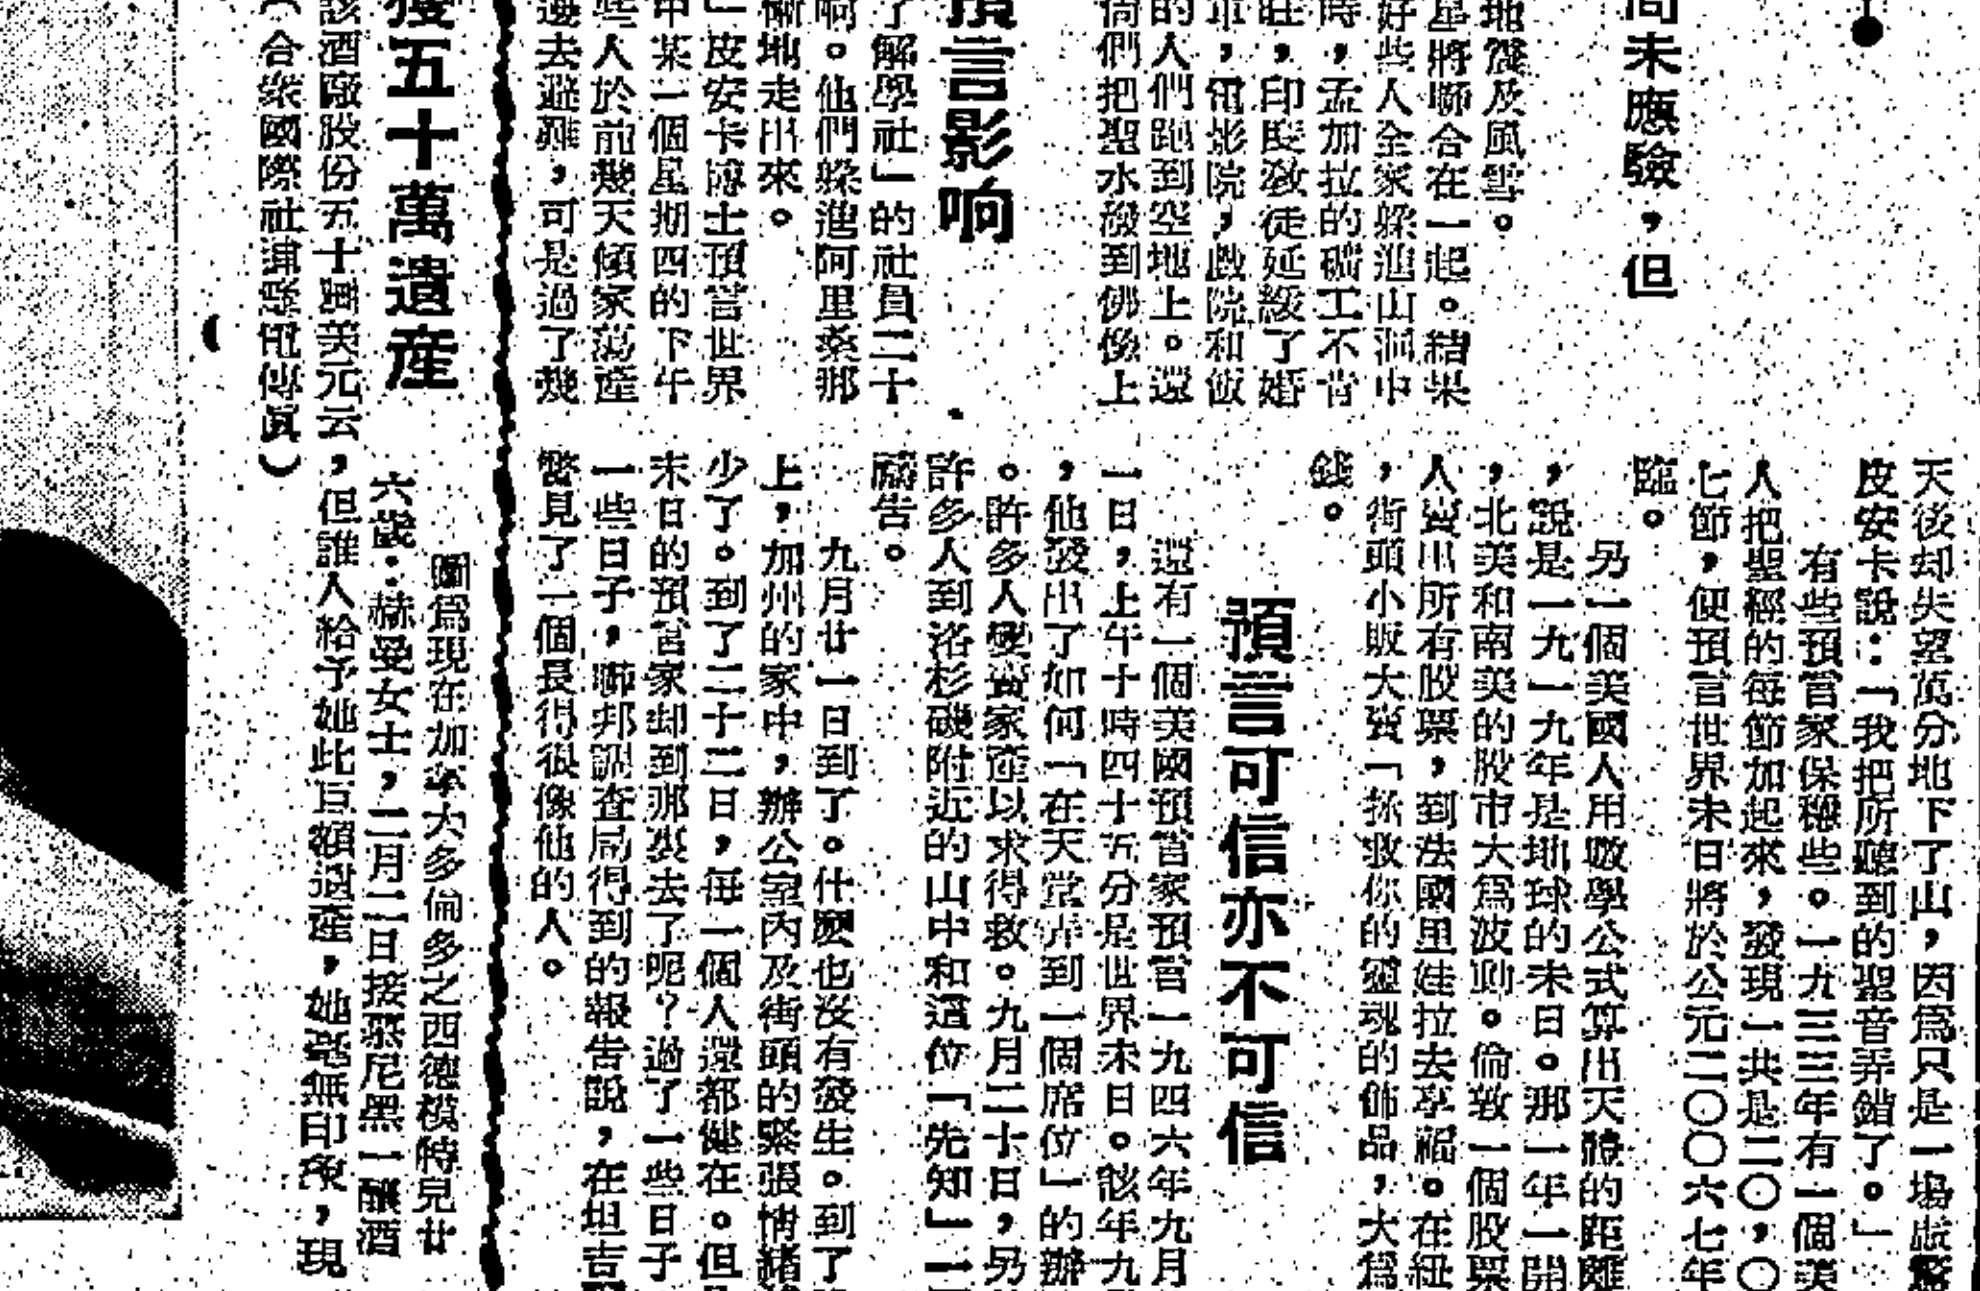 尚未應驗，但
地震及風雪。
星將聯合在一起。結果
好些人全家躲進山洞中
時，孟加拉的礦工不肯
旺，印度教徒延緩了婚
市，電影院，戲院和飯
的人們跑到空地上。還
倘們把聖水潑到佛像上
預言影响
了解學社」的社員二十
响。他們躲進阿里桑那
慚地走出來。
」皮安卡博士預言世界
中某一個星期四的下午
些人於前幾天傾家蕩產
邊去避難，可是過了幾
天後却失望萬分地下了山，因爲只是一場虛驚
皮安卡說：「我把所聽到的聖音弄錯了。」
有些預言家保穩些。一九三三年有一個美
人把聖經的每節加起來，發現一共是二〇，〇
七節，便預言世界末日將於公元二〇〇六七年
臨。
另一個美國人用數學公式算出天體的距離
，說是一九一九年是地球的末日。那一年一開
，北美和南美的股市大爲波動。倫敦一個股票
人賣出所有股票，到法國里娃拉去享福。在紐
，街頭小販大賣「拯救你的靈魂的飾品，大爲
錢。
預言可信亦不可信
還有一個美國預言家預言一九四六年九月
一日，上午十時四十五分是世界末日。該年九
，他發出了如何「在天堂弄到一個席位」的辦
。許多人變賣家產以求得救。九月二十日，另
許多人到洛杉磯附近的山中和這位「先知」一
禱告。
九月廿一日到了。什麽也沒有發生。到了
上，加州的家中，辦公室內及街頭的緊張情緒
少了。到了二十二日，每一個人還都健在。但
末日的預言家却到那裏去了呢？過了一些日子
一些日子，聯邦調查局得到的報告說，在坦吉
警見了一個長得很像他的人。
獲五十萬遺産
圖爲現在加拿大多倫多之西德模特兒廿
六歲．赫曼女士，二月二日接慕尼黑一釀酒
該酒廠股份五十萬美元云，但誰人給予她此巨額遺産，她毫無印象，現
（合衆國際社電傳眞）